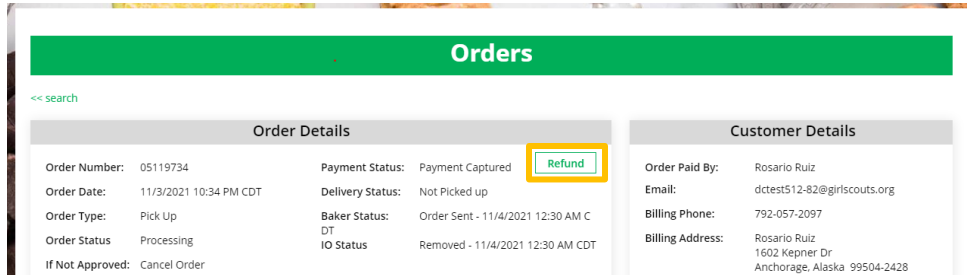 Orders
<< search
Order Details
Order Number: 05119734
Payment Status: Payment Captured
Refund
Order Date: 11/3/2021 10:34 PM CDT
Delivery Status: Not Picked up
Order Type: Pick Up
Baker Status: Order Sent - 11/4/2021 12:30 AM C
DT
Order Status Processing
IO Status Removed - 11/4/2021 12:30 AM CDT
If Not Approved: Cancel Order
Customer Details
Order Paid By: Rosario Ruiz
Email: dctest512-82@girlscouts.org
Billing Phone: 792-057-2097
Billing Address: Rosario Ruiz
1602 Kepner Dr
Anchorage, Alaska 99504-2428